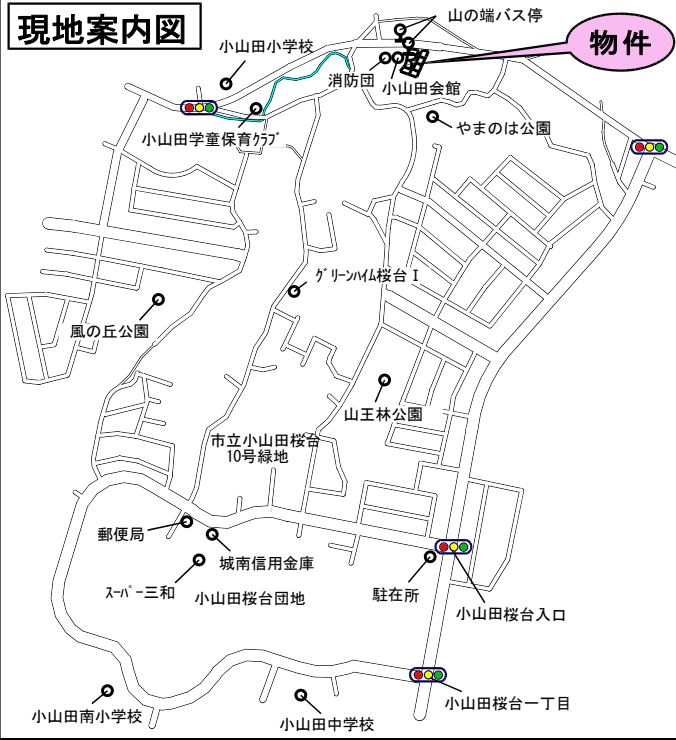 現地案内図
山の端バス停
物件
小山田小学校
消防団
小山田会館
小山田学童保育ｸﾗﾌﾞ
やまのは公園
ｸﾞﾘｰﾝﾊｲﾑ桜台Ⅰ
風の丘公園
山王林公園
市立小山田桜台
10号緑地
郵便局
城南信用金庫
ｽｰﾊﾟｰ三和
小山田桜台団地
駐在所
小山田桜台入口
小山田桜台一丁目
小山田南小学校
小山田中学校